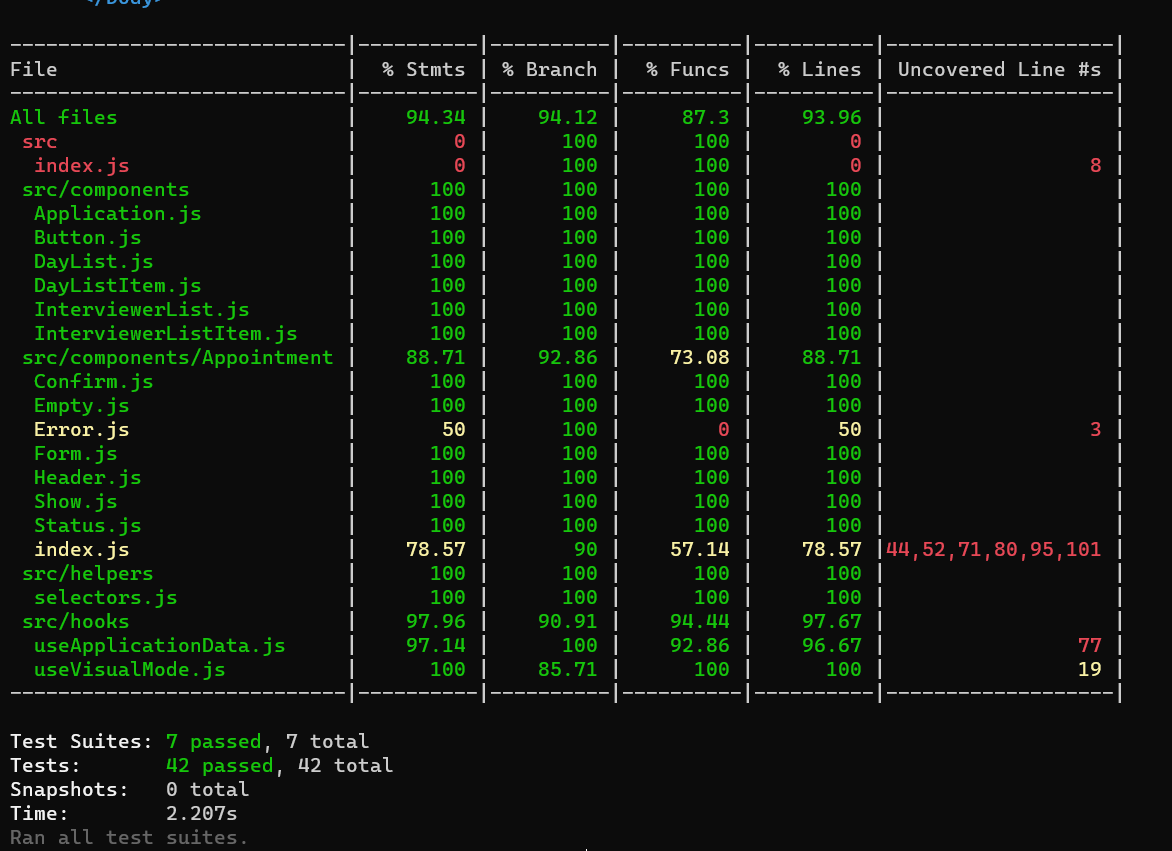 </Body>
----------------------------|----------|----------|----------|----------|-------------------|
File                        |  % Stmts | % Branch |  % Funcs |  % Lines | Uncovered Line #s |
----------------------------|----------|----------|----------|----------|-------------------|
All files                   |    94.34 |    94.12 |     87.3 |    93.96 |                   |
 src                        |        0 |      100 |      100 |        0 |                   |
  index.js                  |        0 |      100 |      100 |        0 |                 8 |
 src/components             |      100 |      100 |      100 |      100 |                   |
  Application.js            |      100 |      100 |      100 |      100 |                   |
  Button.js                 |      100 |      100 |      100 |      100 |                   |
  DayList.js                |      100 |      100 |      100 |      100 |                   |
  DayListItem.js            |      100 |      100 |      100 |      100 |                   |
  InterviewerList.js        |      100 |      100 |      100 |      100 |                   |
  InterviewerListItem.js    |      100 |      100 |      100 |      100 |                   |
 src/components/Appointment |    88.71 |    92.86 |    73.08 |    88.71 |                   |
  Confirm.js                |      100 |      100 |      100 |      100 |                   |
  Empty.js                  |      100 |      100 |      100 |      100 |                   |
  Error.js                  |       50 |      100 |        0 |       50 |                 3 |
  Form.js                   |      100 |      100 |      100 |      100 |                   |
  Header.js                 |      100 |      100 |      100 |      100 |                   |
  Show.js                   |      100 |      100 |      100 |      100 |                   |
  Status.js                 |      100 |      100 |      100 |      100 |                   |
  index.js                  |    78.57 |       90 |    57.14 |    78.57 |44,52,71,80,95,101 |
 src/helpers                |      100 |      100 |      100 |      100 |                   |
  selectors.js              |      100 |      100 |      100 |      100 |                   |
 src/hooks                  |    97.96 |    90.91 |    94.44 |    97.67 |                   |
  useApplicationData.js     |    97.14 |      100 |    92.86 |    96.67 |                77 |
  useVisualMode.js          |      100 |    85.71 |      100 |      100 |                19 |
----------------------------|----------|----------|----------|----------|-------------------|
Test Suites: 7 passed, 7 total
Tests:       42 passed, 42 total
Snapshots:   0 total
Time:        2.207s
Ran all test suites.